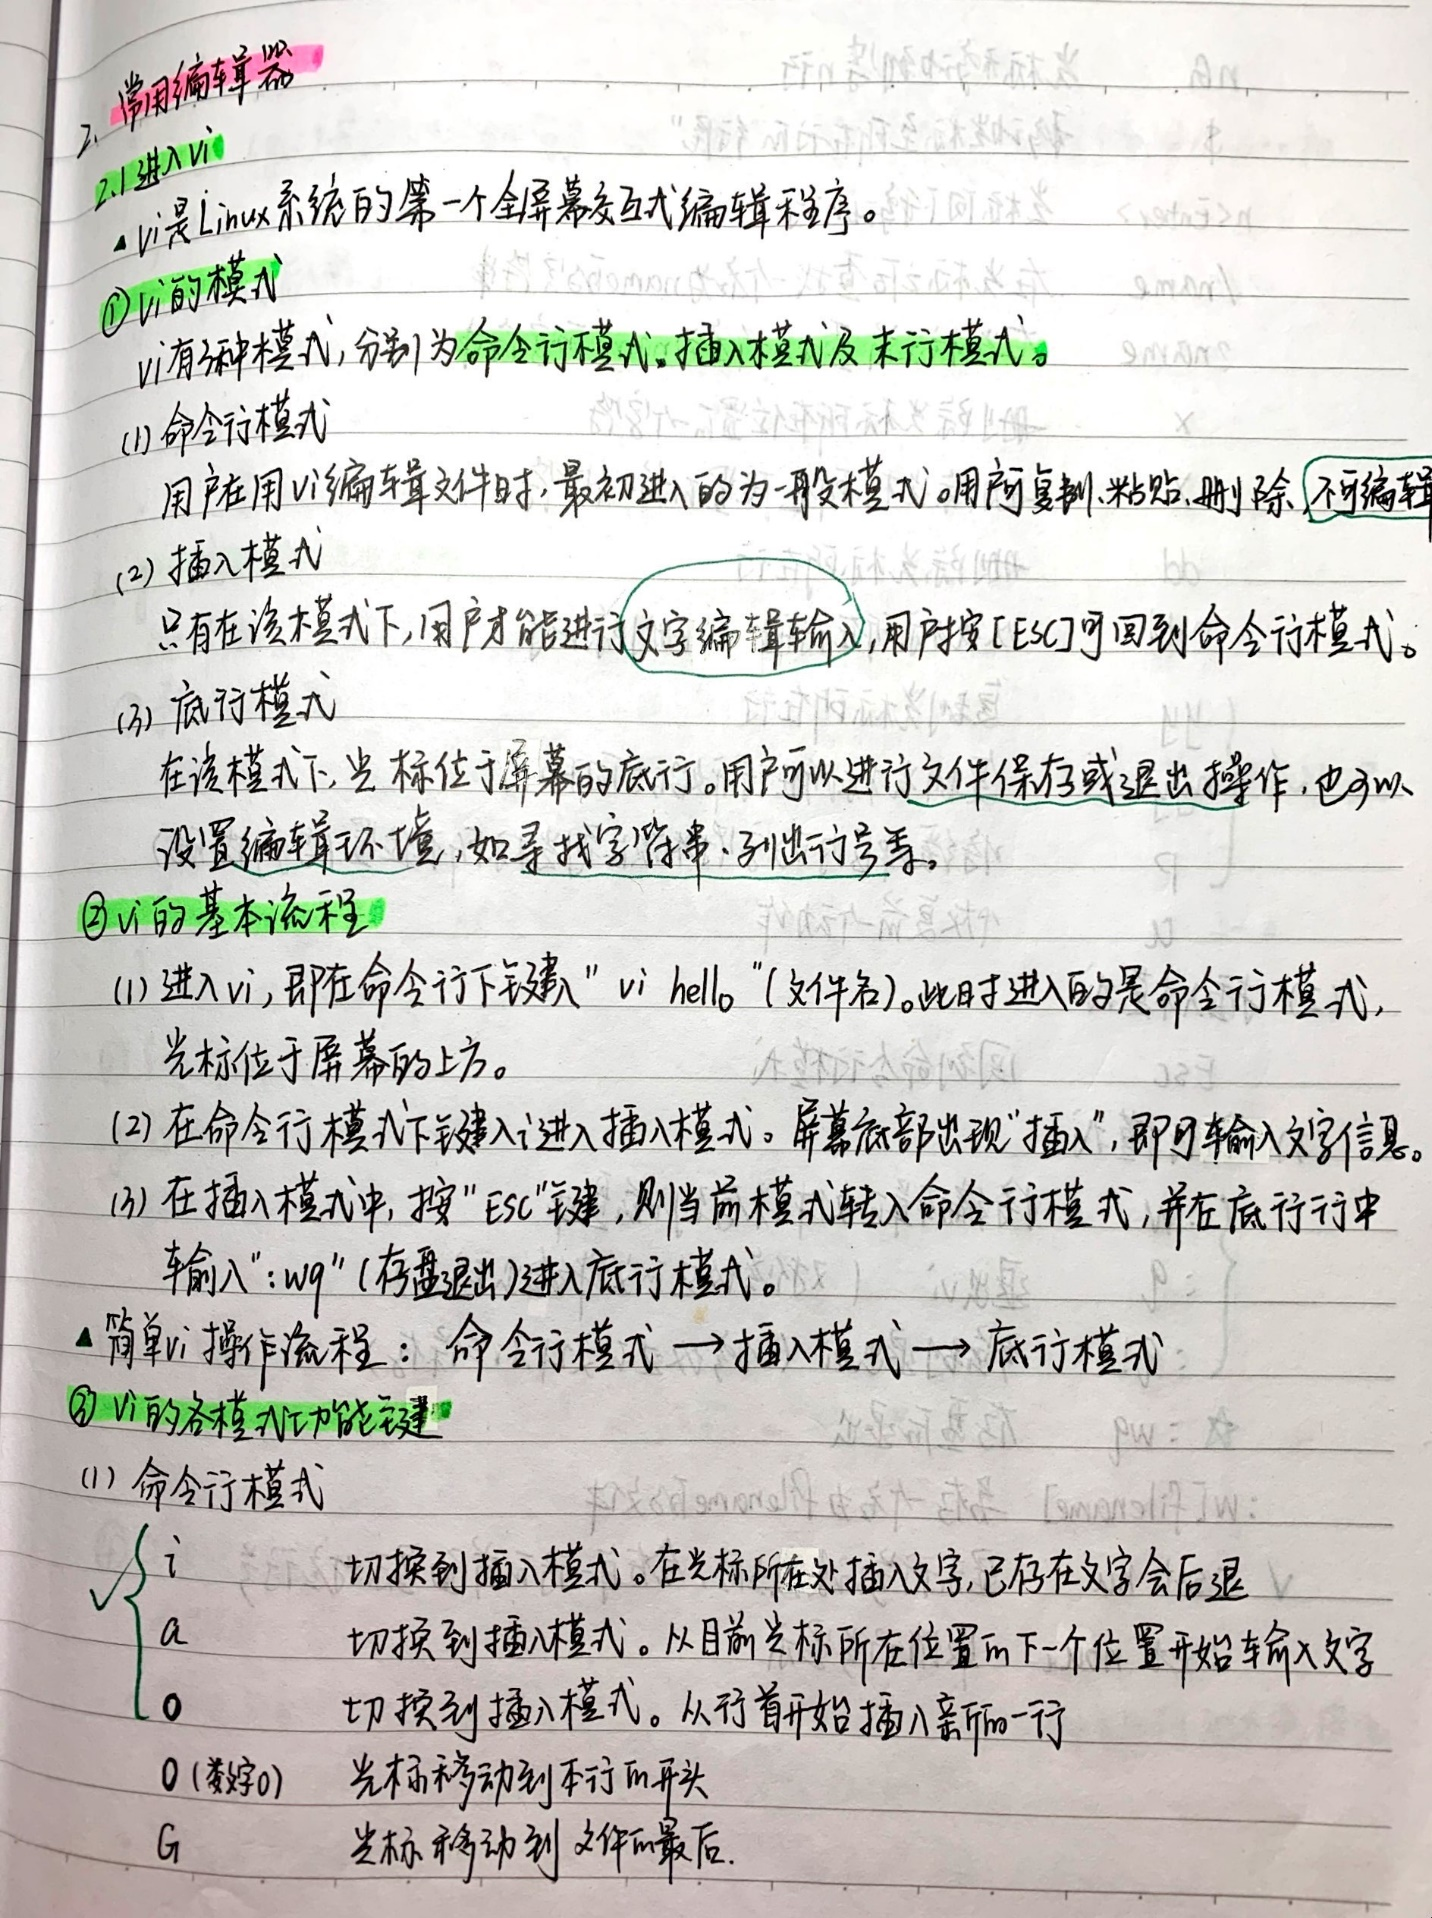 2. 常用编辑器
2.1 进入vi
▲ vi是Linux系统的第一个全屏幕交互式编辑程序。
① vi的模式
vi有3种模式,分别为命令行模式、插入模式及末行模式。
(1) 命令行模式
用户在用vi编辑文件时,最初进入的为一般模式。用户可复制、粘贴、删除,不可编辑
(2) 插入模式
只有在该模式下,用户才能进行文字编辑输入,用户按[ESC]可回到命令行模式。
(3) 底行模式
在该模式下,光标位于屏幕的底行。用户可以进行文件保存或退出操作,也可以
设置编辑环境,如寻找字符串、列出行号等。
② vi的基本流程
(1) 进入vi,即在命令行下键入"vi hello"(文件名)。此时进入的是命令行模式,
光标位于屏幕的上方。
(2) 在命令行模式下键入i进入插入模式。屏幕底部出现"插入",即可输入文字信息。
(3) 在插入模式中,按"ESC"键,则当前模式转入命令行模式,并在底行行中
输入":wq"(存盘退出)进入底行模式。
▲ 简单vi操作流程: 命令行模式 → 插入模式 → 底行模式
③ vi的各模式功能键
(1) 命令行模式
i 切换到插入模式。在光标所在处插入文字,已存在文字会后退
a 切换到插入模式。从目前光标所在位置的下一个位置开始输入文字
o 切换到插入模式。从行首开始插入新的一行
0(数字0) 光标移动到本行的开头
G 光标移动到文件的最后.